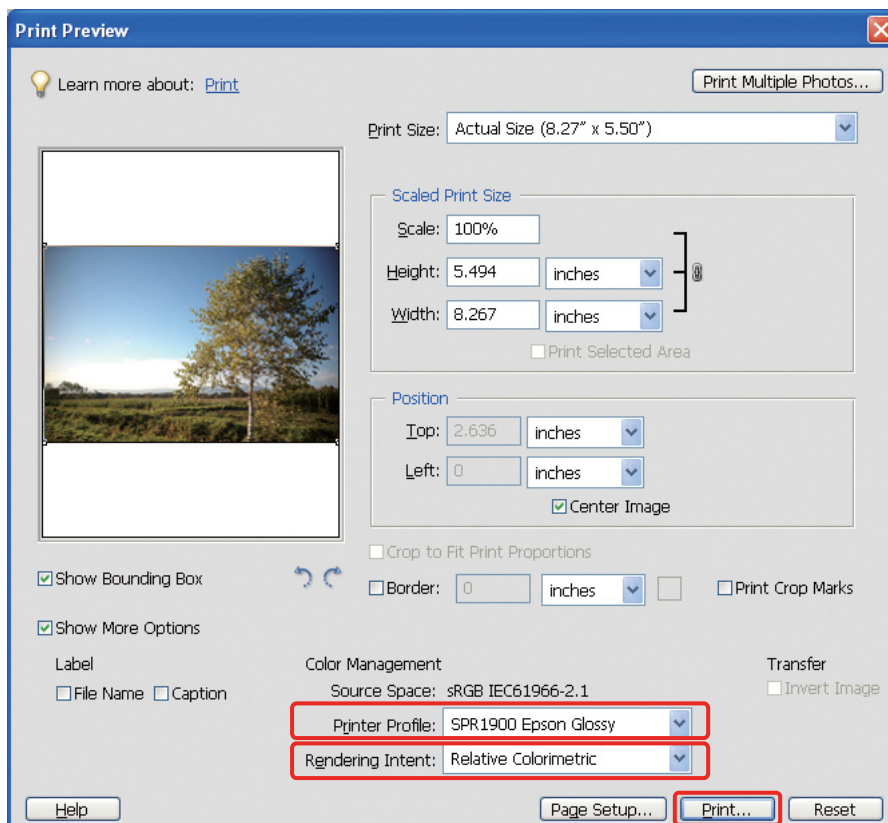 Print Preview
Learn more about: Print
Print Multiple Photos...
Print Size: Actual Size (8.27" x 5.50")
Scaled Print Size
Scale: 100%
Height: 5.494 inches
Width: 8.267 inches
Print Selected Area
Position
Top: 2.636 inches
Left: 0 inches
Center Image
Crop to Fit Print Proportions
Show Bounding Box
Border: 0 inches
Print Crop Marks
Show More Options
Label
File Name Caption
Color Management
Source Space: sRGB IEC61966-2.1
Printer Profile: SPR1900 Epson Glossy
Rendering Intent: Relative Colorimetric
Transfer
Invert Image
Help
Page Setup...
Print...
Reset